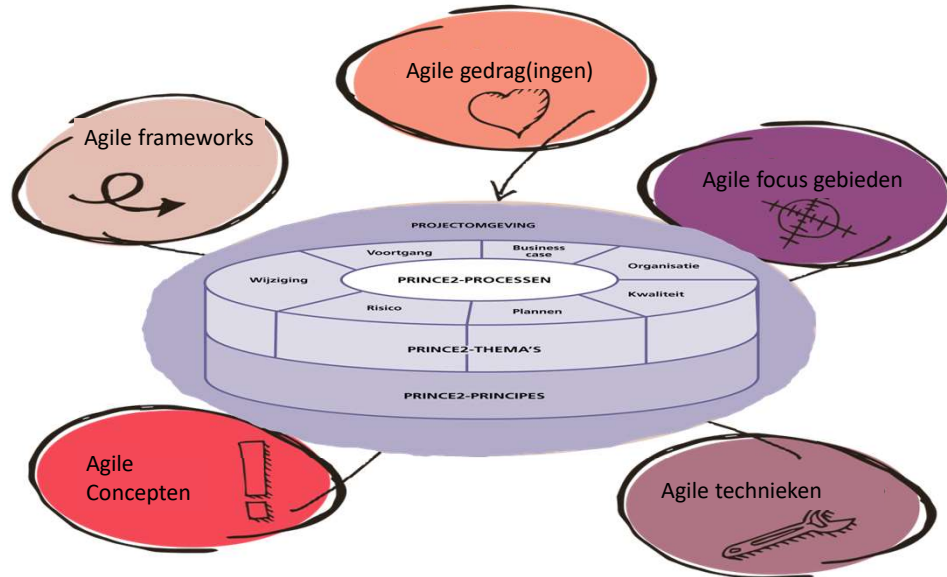 Agile gedrag(ingen)
Agile frameworks
Agile focus gebieden
PROJECTOMGEVING
Voortgang
Business
case
Organisatie
Wijziging
PRINCE2-PROCESSEN
Kwaliteit
Risico
Plannen
PRINCE2-THEMA'S
PRINCE2-PRINCIPES
Agile
Concepten
Agile technieken